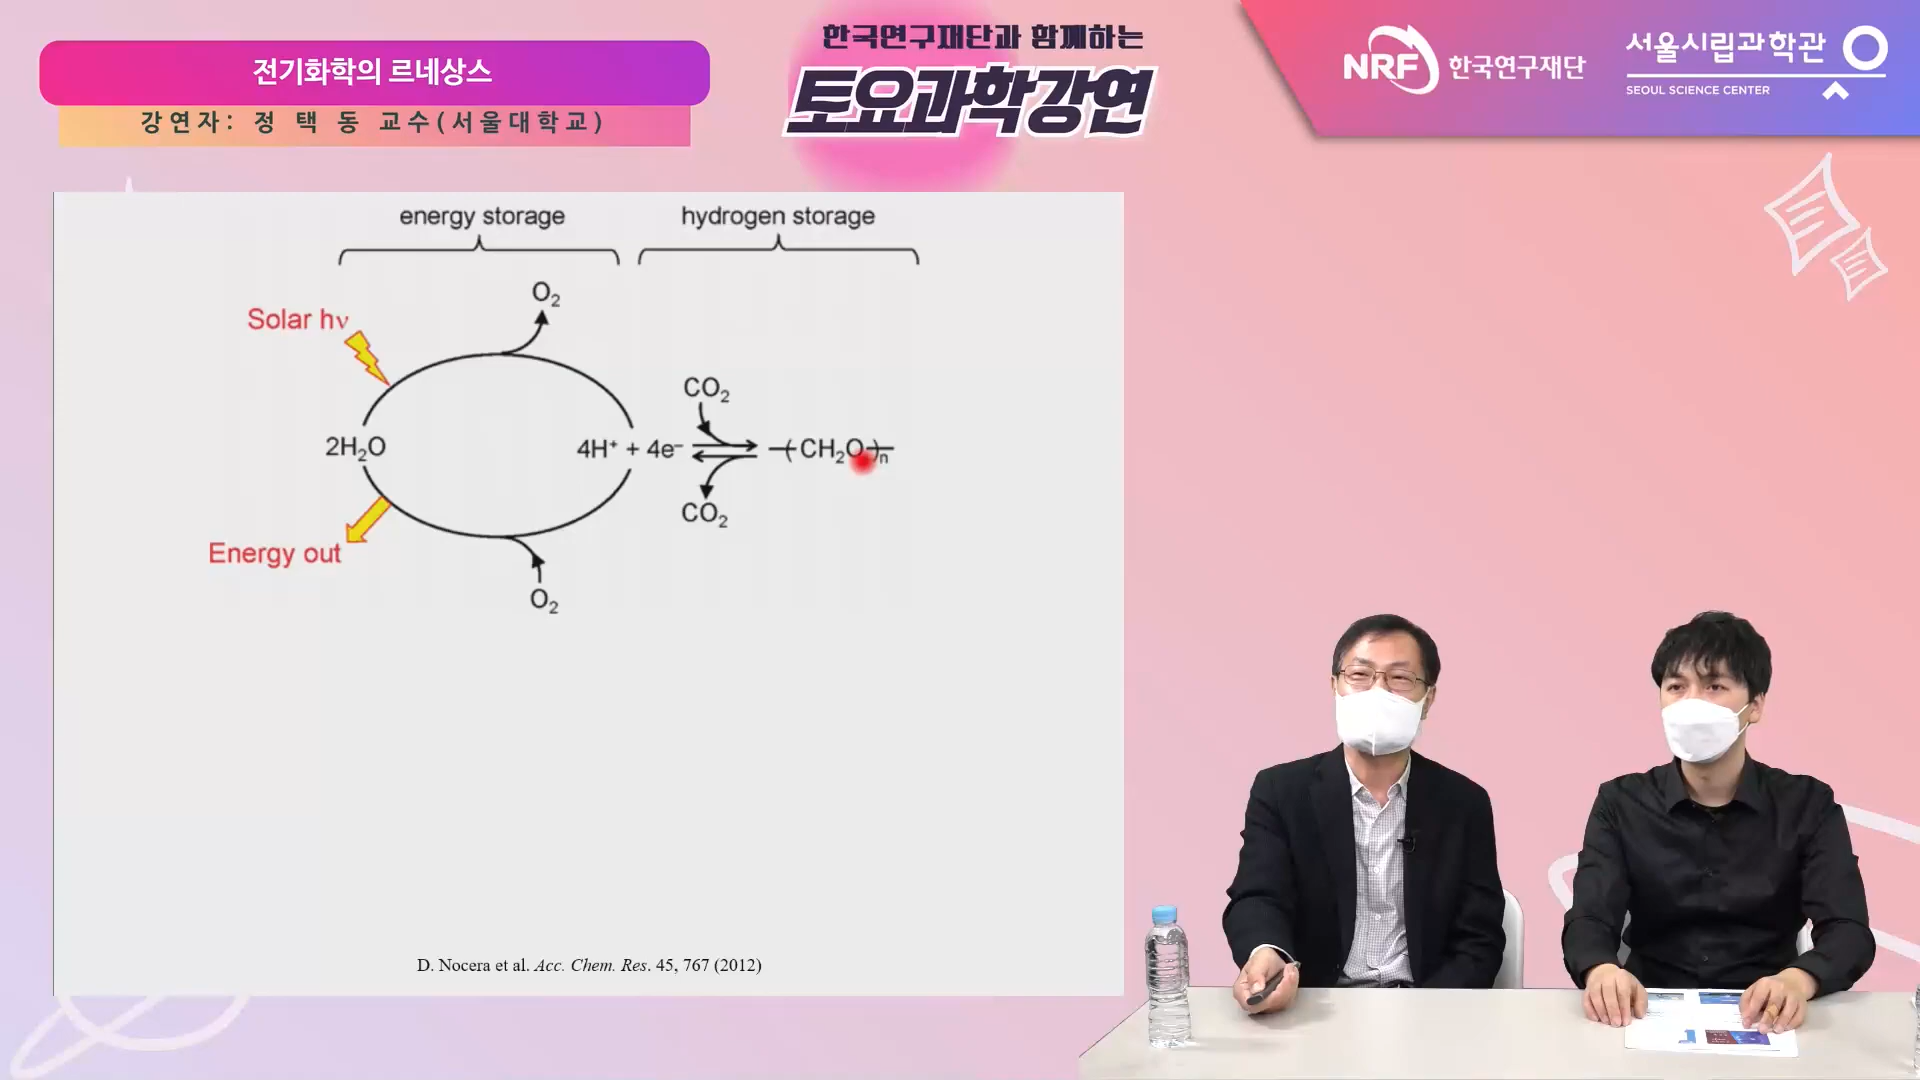 전기화학의 르네상스
강연자: 정 택 동 교수(서울대학교)
한국연구재단과 함께하는
토요과학강연
NRF 한국연구재단
서울시립과학관
SEOUL SCIENCE CENTER
energy storage
hydrogen storage
O₂
Solar hν
CO₂
2H₂O
4H⁺ + 4e⁻
-(CH₂O)-n
CO₂
Energy out
O₂
D. Nocera et al. Acc. Chem. Res. 45, 767 (2012)